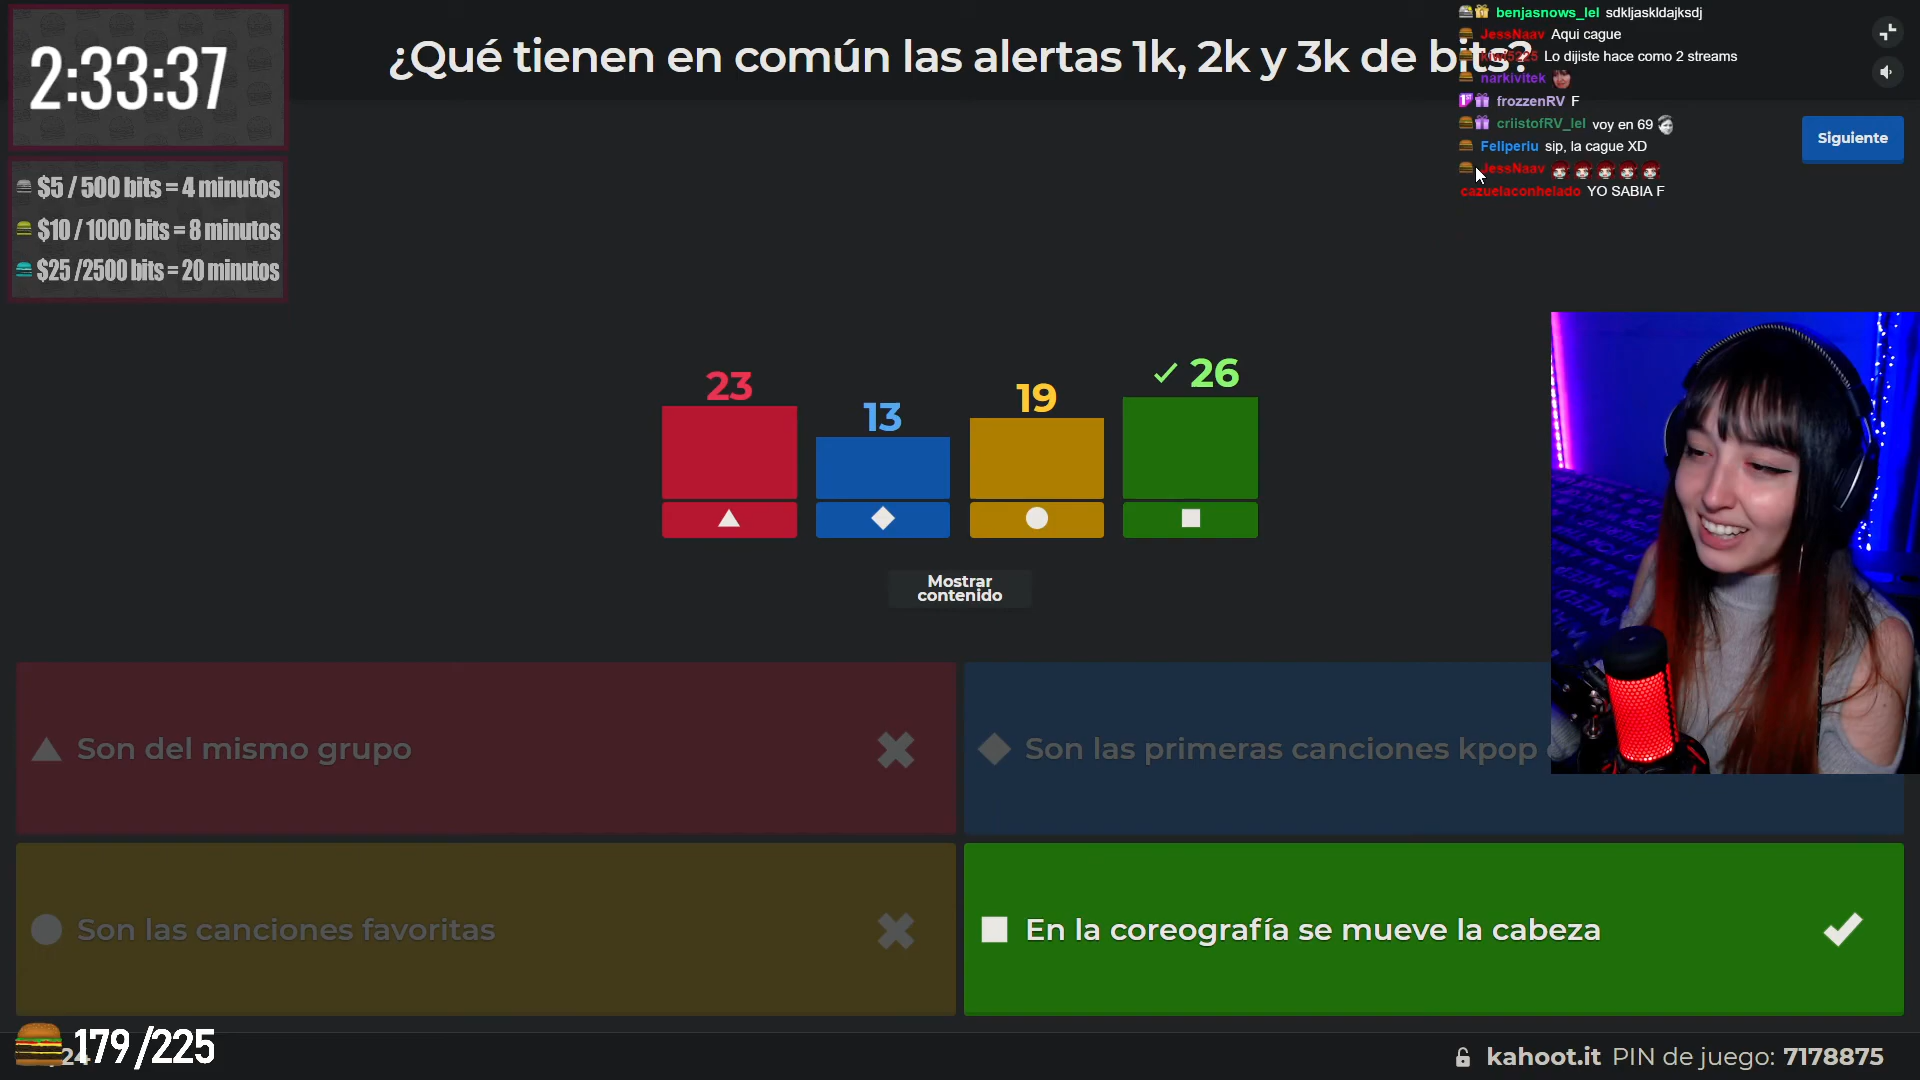 2:33:37
$5 / 500 bits = 4 minutos
$10 / 1000 bits = 8 minutos
$25 /2500 bits = 20 minutos
¿Qué tienen en común las alertas 1k, 2k y 3k de bits?
benjasnows_lel sdkljaskldajksdj
JessNaav Aqui cague
Lo dijiste hace como 2 streams
narkivitek
frozzenRV F
criistofRV_lel voy en 69
Feliperiu sip, la cague XD
JessNaav
cazuelaconhelado YO SABIA F
Siguiente
23
13
19
26
Mostrar
contenido
Son del mismo grupo
Son las primeras canciones kpop
Son las canciones favoritas
En la coreografía se mueve la cabeza
179/225
kahoot.it PIN de juego: 7178875